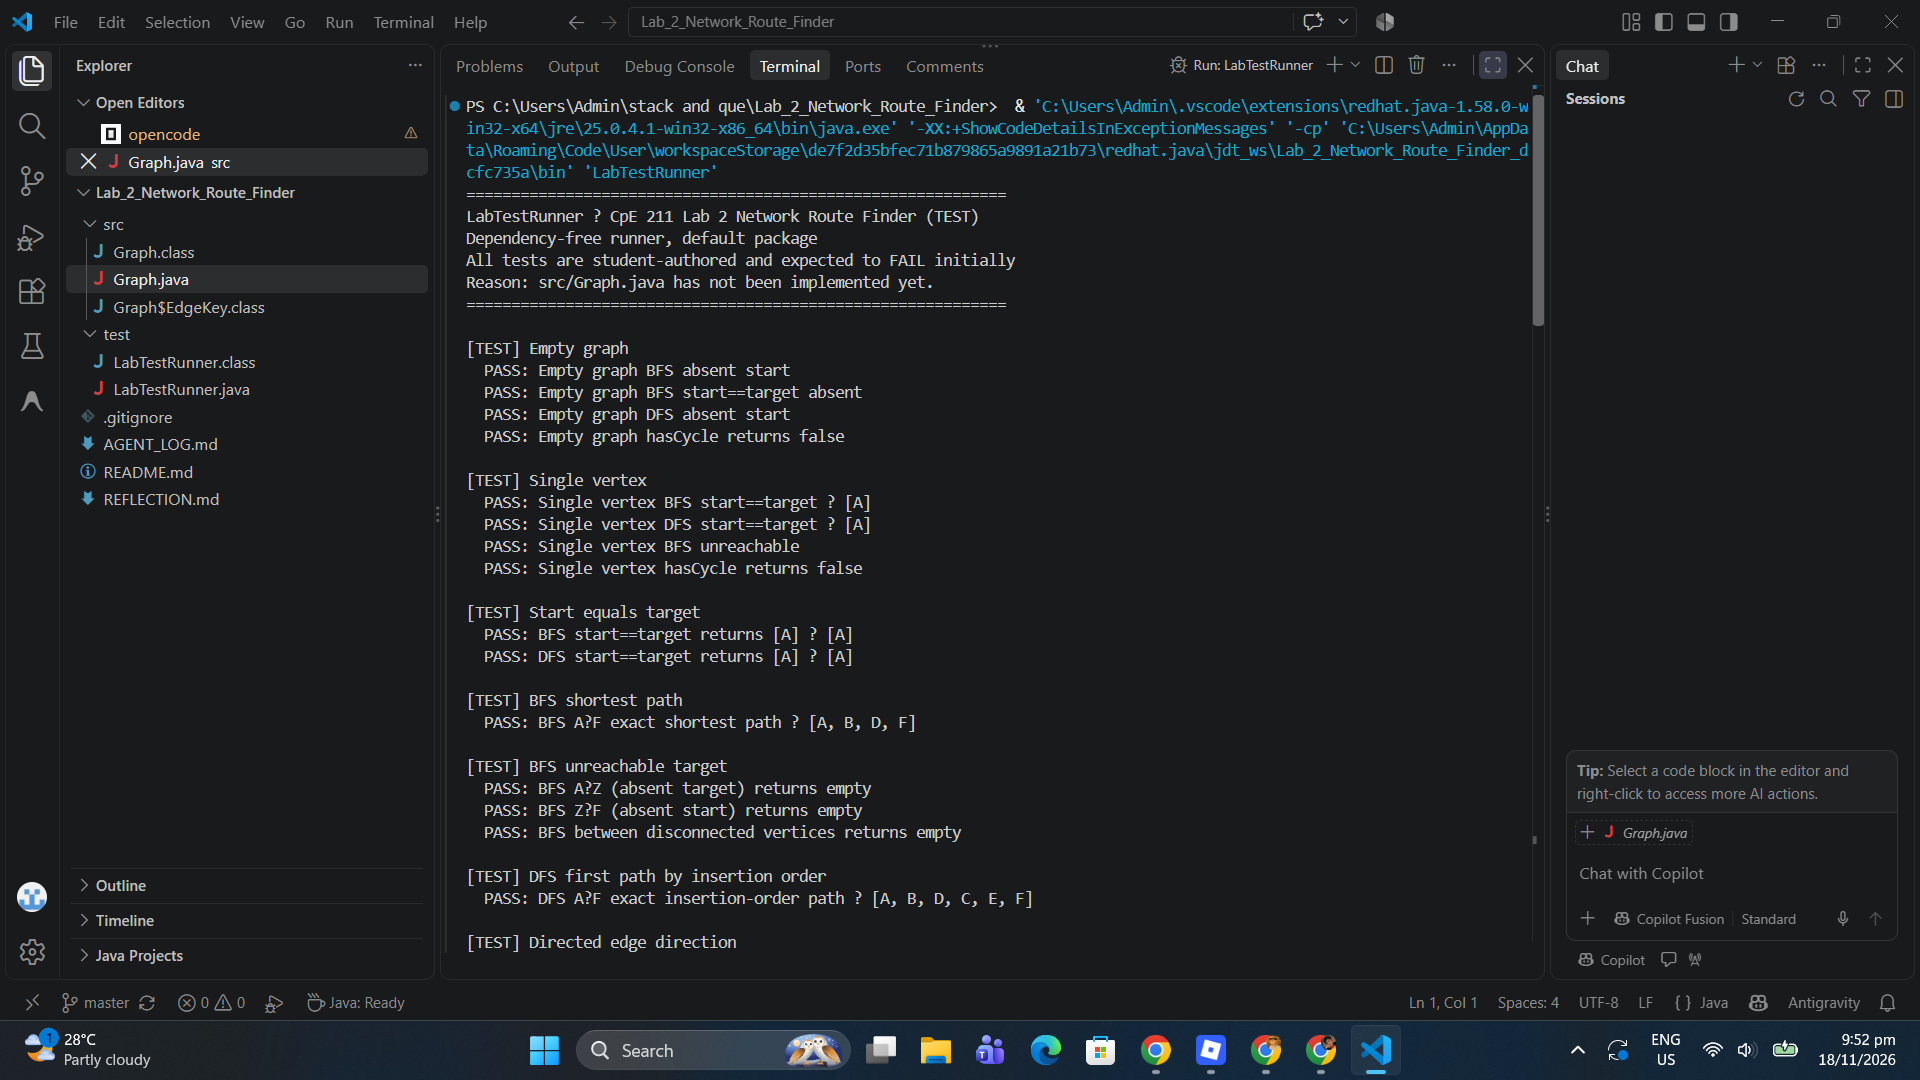 File Edit Selection View Go Run Terminal Help
Lab_2_Network_Route_Finder
Explorer
Open Editors
opencode
Graph.java src
Lab_2_Network_Route_Finder
src
Graph.class
Graph.java
Graph$EdgeKey.class
test
LabTestRunner.class
LabTestRunner.java
.gitignore
AGENT_LOG.md
README.md
REFLECTION.md
Outline
Timeline
Java Projects
Problems Output Debug Console Terminal Ports Comments
Run: LabTestRunner
PS C:\Users\Admin\stack and que\Lab_2_Network_Route_Finder> & 'C:\Users\Admin\.vscode\extensions\redhat.java-1.58.0-w
in32-x64\jre\25.0.4.1-win32-x86_64\bin\java.exe' '-XX:+ShowCodeDetailsInExceptionMessages' '-cp' 'C:\Users\Admin\AppDa
ta\Roaming\Code\User\workspaceStorage\de7f2d35bfec71b879865a9891a21b73\redhat.java\jdt_ws\Lab_2_Network_Route_Finder_d
cfc735a\bin' 'LabTestRunner'
============================================================
LabTestRunner ? CpE 211 Lab 2 Network Route Finder (TEST)
Dependency-free runner, default package
All tests are student-authored and expected to FAIL initially
Reason: src/Graph.java has not been implemented yet.
============================================================
[TEST] Empty graph
PASS: Empty graph BFS absent start
PASS: Empty graph BFS start==target absent
PASS: Empty graph DFS absent start
PASS: Empty graph hasCycle returns false
[TEST] Single vertex
PASS: Single vertex BFS start==target ? [A]
PASS: Single vertex DFS start==target ? [A]
PASS: Single vertex BFS unreachable
PASS: Single vertex hasCycle returns false
[TEST] Start equals target
PASS: BFS start==target returns [A] ? [A]
PASS: DFS start==target returns [A] ? [A]
[TEST] BFS shortest path
PASS: BFS A?F exact shortest path ? [A, B, D, F]
[TEST] BFS unreachable target
PASS: BFS A?Z (absent target) returns empty
PASS: BFS Z?F (absent start) returns empty
PASS: BFS between disconnected vertices returns empty
[TEST] DFS first path by insertion order
PASS: DFS A?F exact insertion-order path ? [A, B, D, C, E, F]
[TEST] Directed edge direction
Chat
Sessions
Tip: Select a code block in the editor and
right-click to access more AI actions.
Graph.java
Chat with Copilot
Copilot Fusion Standard
Copilot
master 0 0 Java: Ready
Ln 1, Col 1 Spaces: 4 UTF-8 LF {} Java Antigravity
1
28°C
Partly cloudy
Search
ENG
US
9:52 pm
18/11/2026